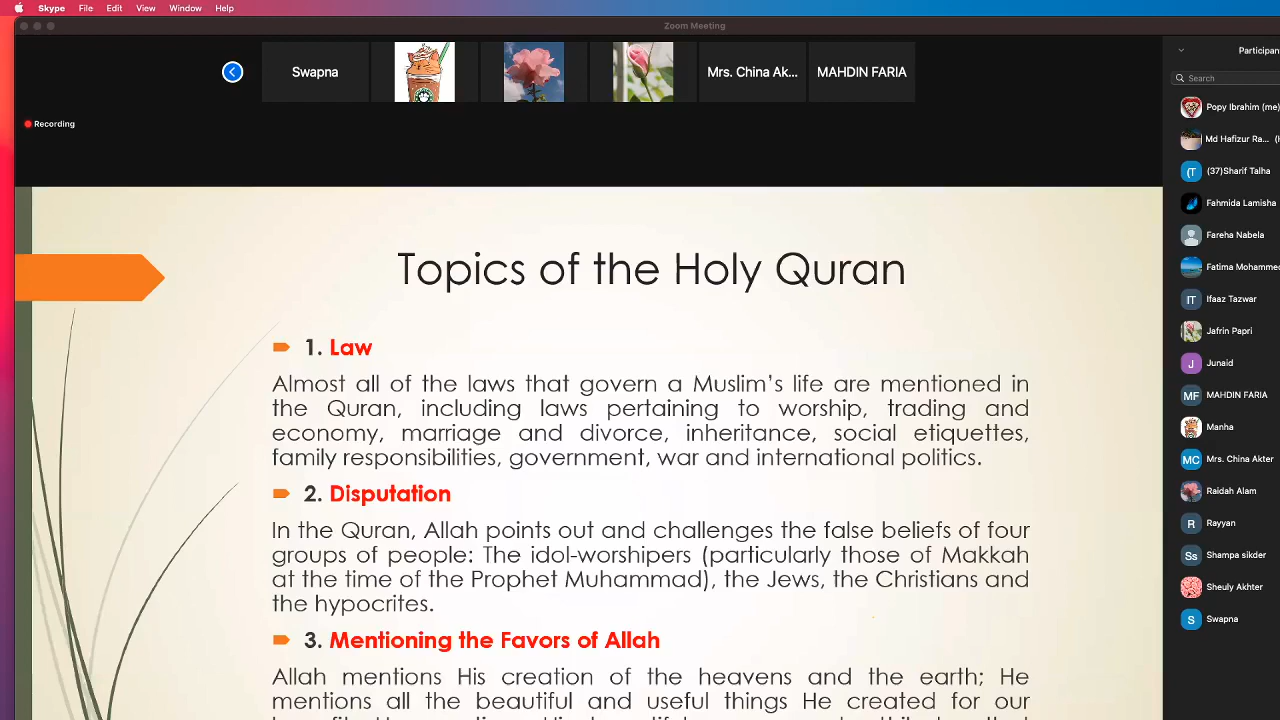 Skype File Edit View Window Help
Zoom Meeting
Swapna
Mrs. China Ak...
MAHDIN FARIA
Recording
Participan
Search
Popy Ibrahim (me)
Md Hafizur Ra...
(T (37)Sharif Talha
Fahmida Lamisha
Fareha Nabela
Fatima Mohammed
IT Ifaaz Tazwar
Jafrin Papri
J Junaid
MF MAHDIN FARIA
Manha
MC Mrs. China Akter
Raidah Alam
R Rayyan
Ss Shampa sikder
Sheuly Akhter
S Swapna
Topics of the Holy Quran
1. Law
Almost all of the laws that govern a Muslim's life are mentioned in
the Quran, including laws pertaining to worship, trading and
economy, marriage and divorce, inheritance, social etiquettes,
family responsibilities, government, war and international politics.
2. Disputation
In the Quran, Allah points out and challenges the false beliefs of four
groups of people: The idol-worshipers (particularly those of Makkah
at the time of the Prophet Muhammad), the Jews, the Christians and
the hypocrites.
3. Mentioning the Favors of Allah
Allah mentions His creation of the heavens and the earth; He
mentions all the beautiful and useful things He created for our